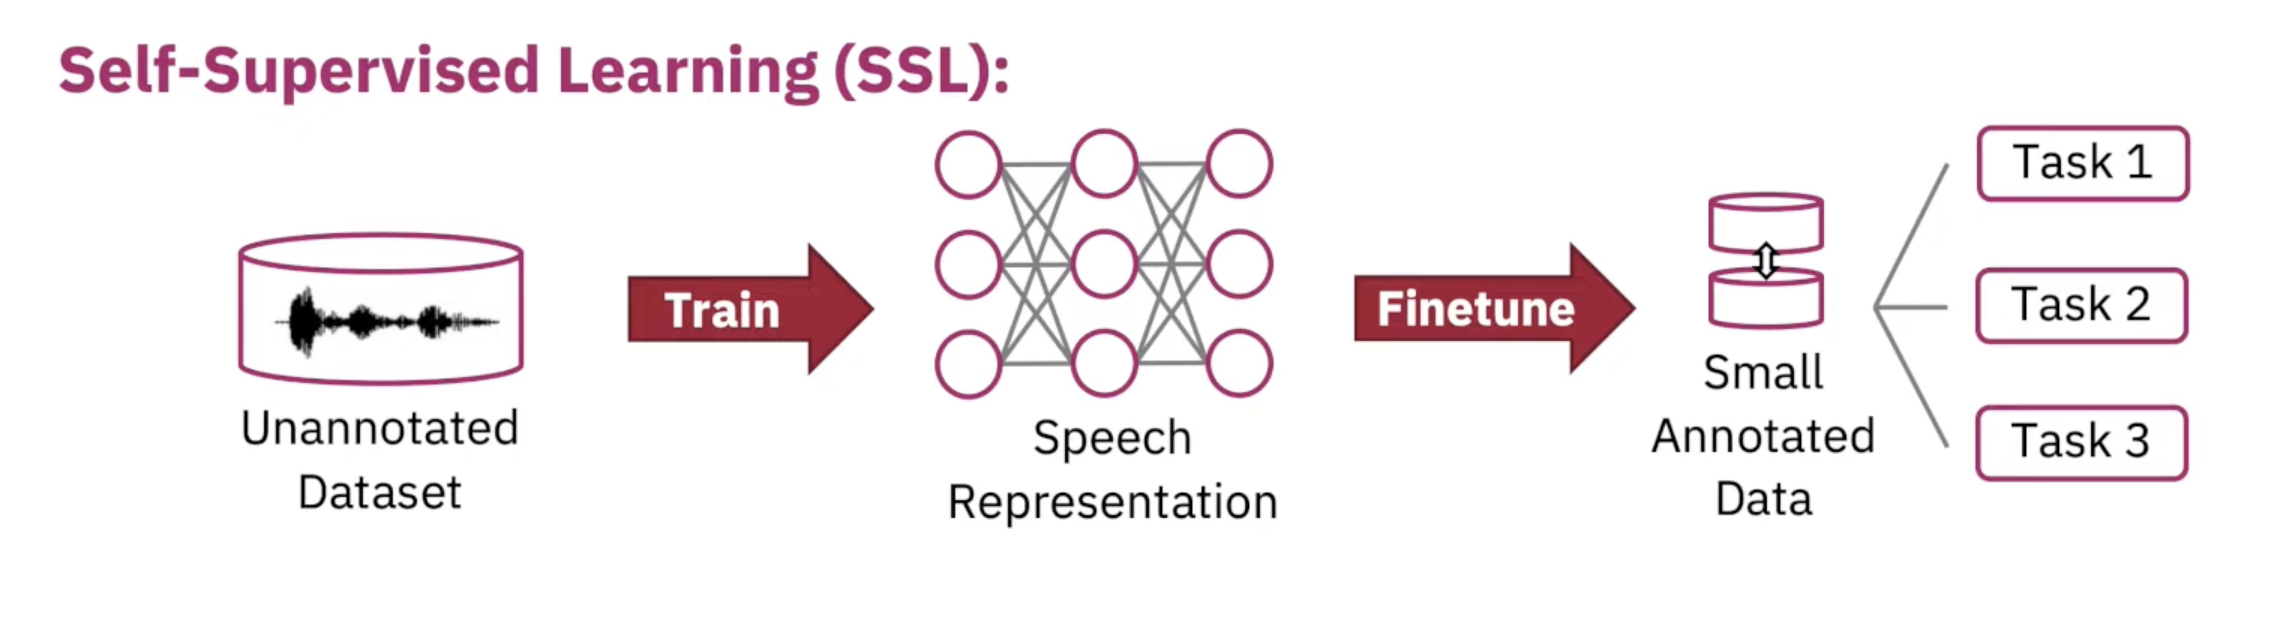 Self-Supervised Learning (SSL):
Unannotated
Dataset
Train
Speech
Representation
Finetune
Small
Annotated
Data
Task 1
Task 2
Task 3